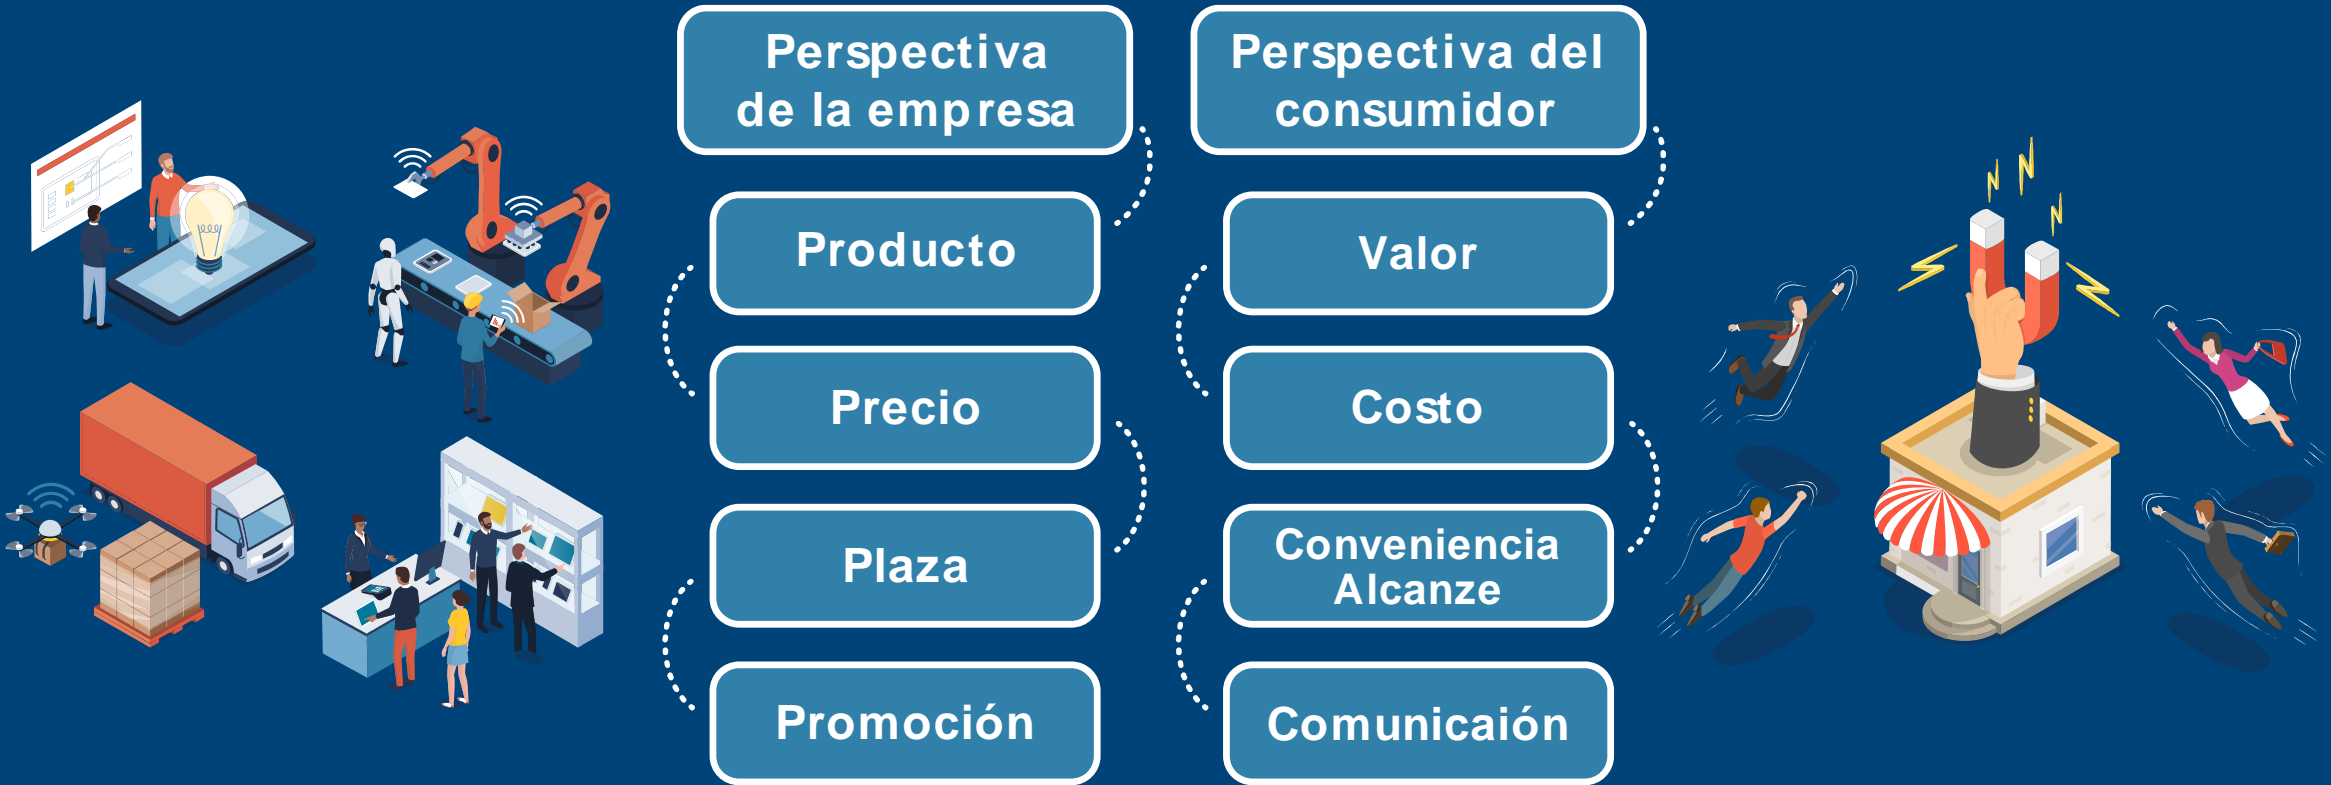 Perspectiva
de la empresa
Producto
Precio
Plaza
Promoción
Perspectiva del
consumidor
Valor
Costo
Conveniencia
Alcanze
Comunicaión